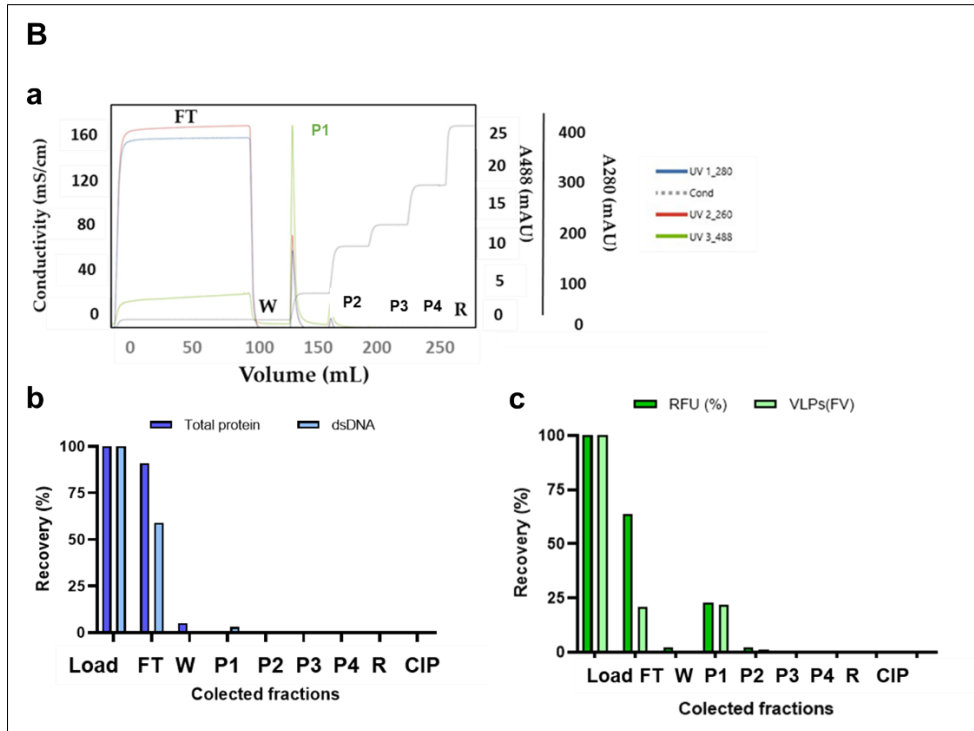 B
a
FT
P1
W
P2
P3
P4
R
Conductivity (mS/cm)
160
120
80
40
0
0
50
100
150
200
250
Volume (mL)
25
20
15
10
5
0
A488 (mAU)
400
300
200
100
0
A280 (mAU)
UV 1_280
Cond
UV 2_260
UV 3_488
b
Total protein
dsDNA
Recovery (%)
100
75
50
25
0
Load FT W P1 P2 P3 P4 R CIP
Colected fractions
c
RFU (%)
VLPs(FV)
Recovery (%)
100
75
50
25
0
Load FT W P1 P2 P3 P4 R CIP
Colected fractions